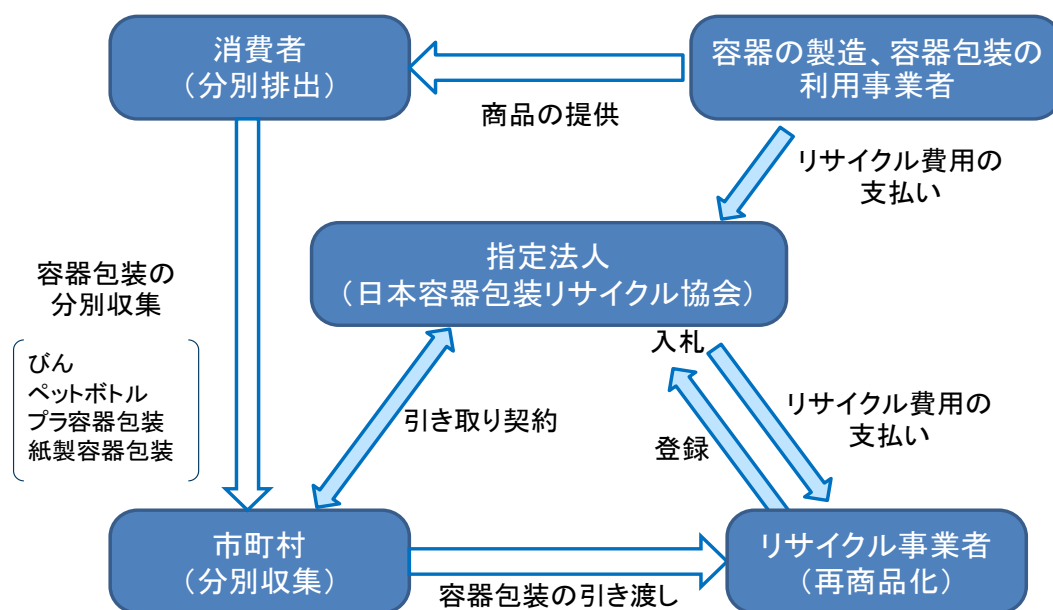 消費者
（分別排出）
容器の製造、容器包装の
利用事業者
商品の提供
リサイクル費用の
支払い
指定法人
（日本容器包装リサイクル協会）
容器包装の
分別収集
びん
ペットボトル
プラ容器包装
紙製容器包装
入札
引き取り契約
登録
リサイクル費用の
支払い
市町村
（分別収集）
容器包装の引き渡し
リサイクル事業者
（再商品化）